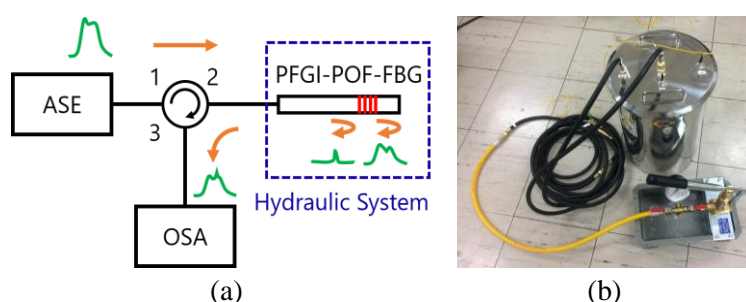 1 2 PFGI-POF-FBG
ASE
3
Hydraulic System
OSA
(a) (b)